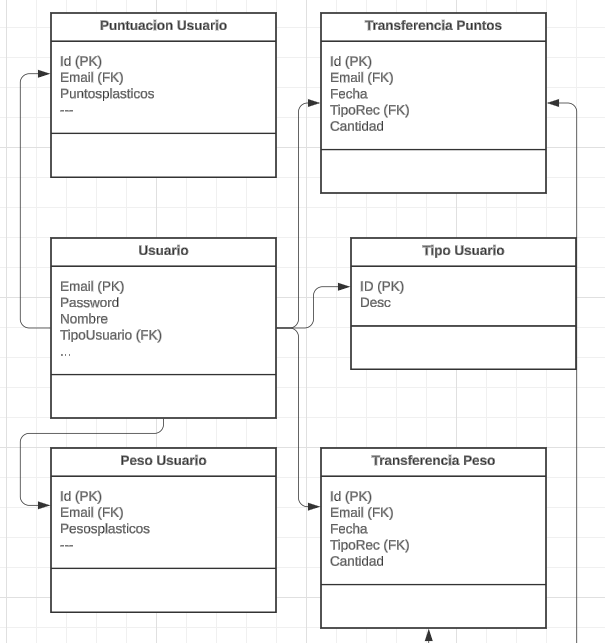 Puntuacion Usuario
Id (PK)
Email (FK)
Puntosplasticos
---
Transferencia Puntos
Id (PK)
Email (FK)
Fecha
TipoRec (FK)
Cantidad
Usuario
Email (PK)
Password
Nombre
TipoUsuario (FK)
...
Tipo Usuario
ID (PK)
Desc
Peso Usuario
Id (PK)
Email (FK)
Pesosplasticos
---
Transferencia Peso
Id (PK)
Email (FK)
Fecha
TipoRec (FK)
Cantidad